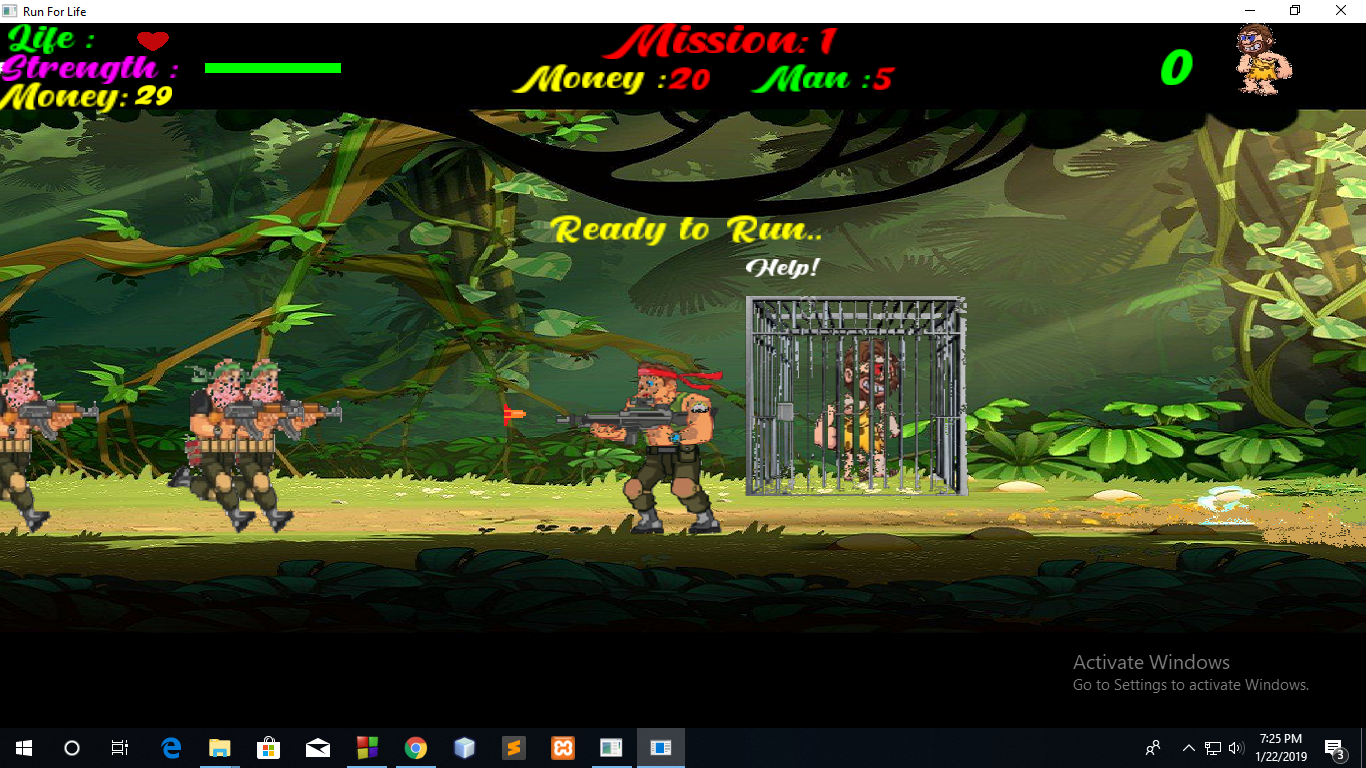 Run For Life
Life :
Mission: 1
Strength :
Money :20 Man :5
0
Money: 29
Ready to Run..
Help!
Activate Windows
Go to Settings to activate Windows.
7:25 PM
1/22/2019
3